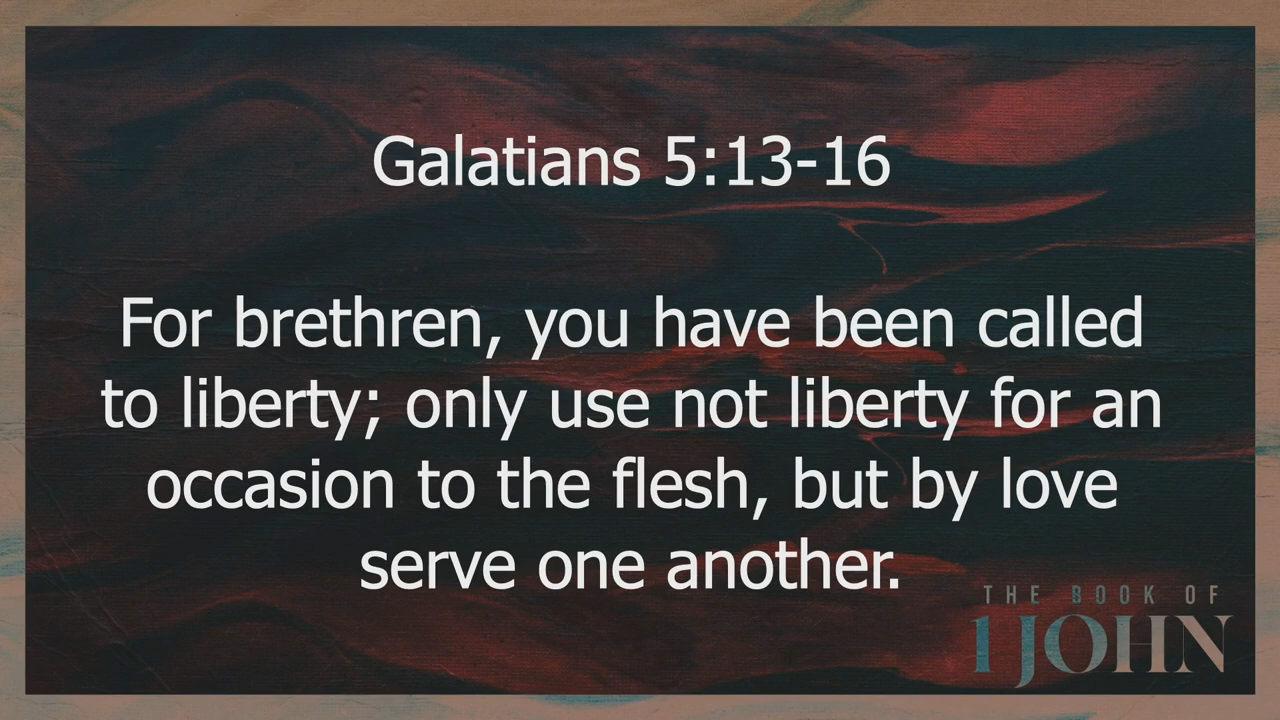 Galatians 5:13-16
For brethren, you have been called
to liberty; only use not liberty for an
occasion to the flesh, but by love
serve one another.
THE BOOK OF
1 JOHN